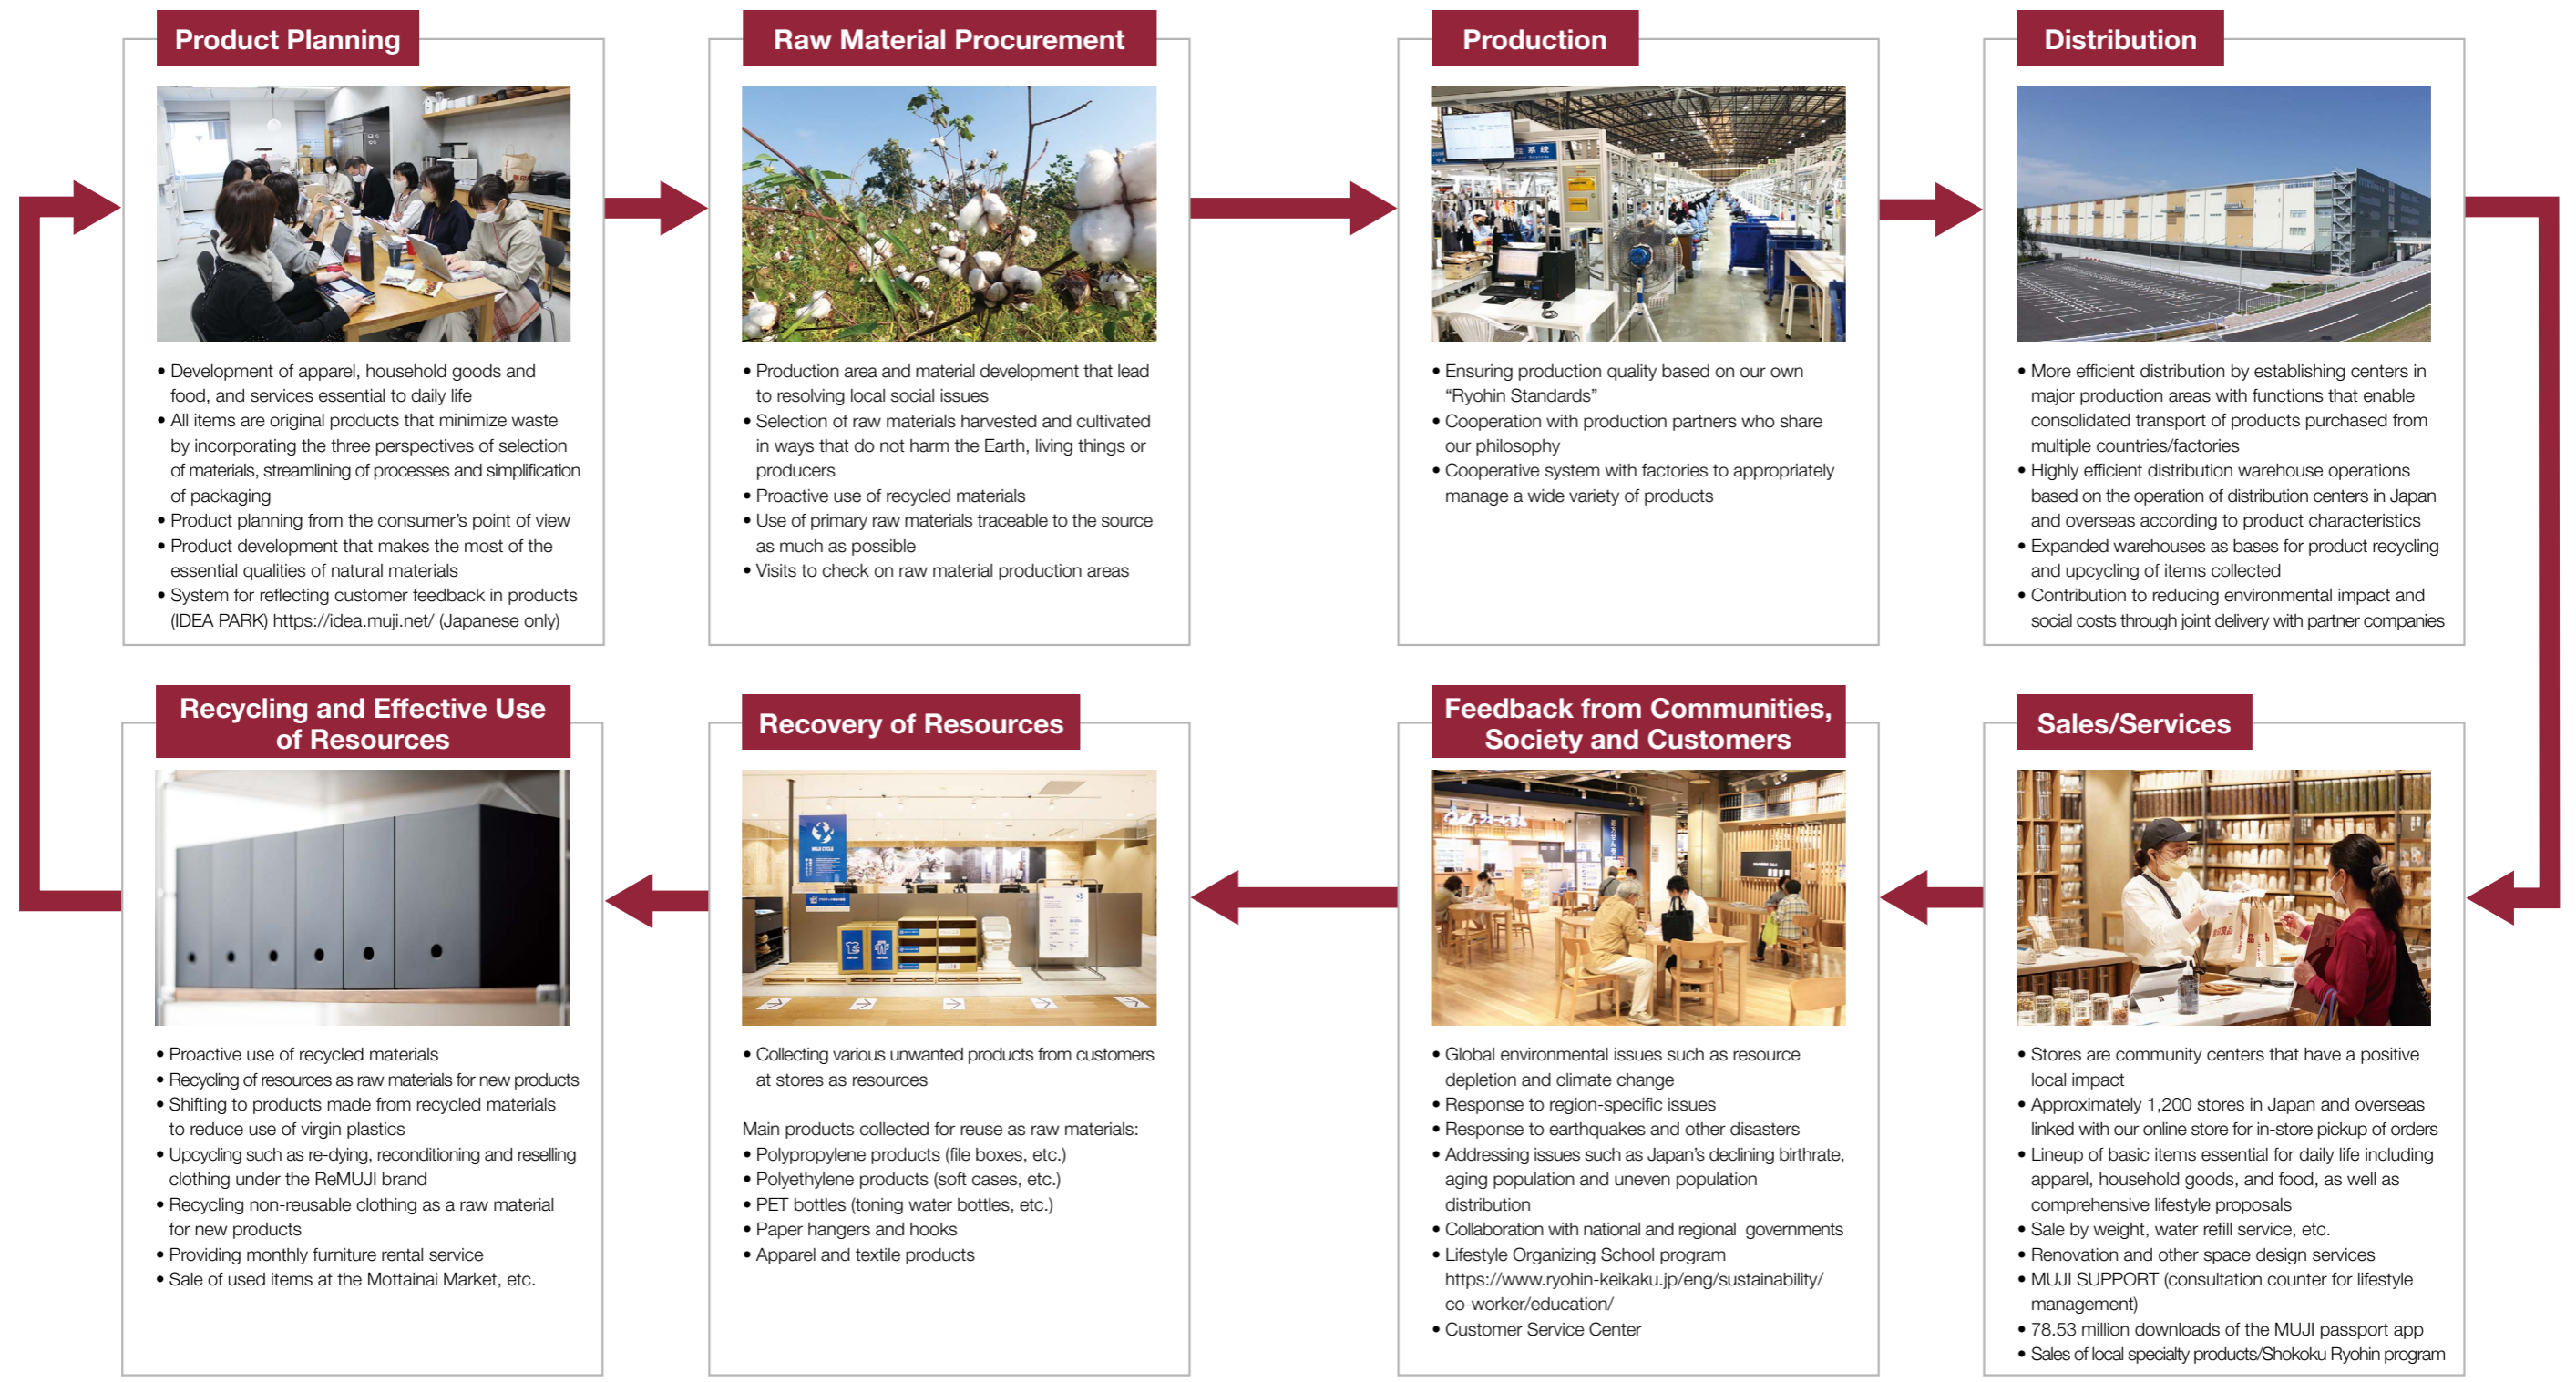 Product Planning
• Development of apparel, household goods and
food, and services essential to daily life
• All items are original products that minimize waste
by incorporating the three perspectives of selection
of materials, streamlining of processes and simplification
of packaging
• Product planning from the consumer's point of view
• Product development that makes the most of the
essential qualities of natural materials
• System for reflecting customer feedback in products
(IDEA PARK) https://idea.muji.net/ (Japanese only)
Raw Material Procurement
• Production area and material development that lead
to resolving local social issues
• Selection of raw materials harvested and cultivated
in ways that do not harm the Earth, living things or
producers
• Proactive use of recycled materials
• Use of primary raw materials traceable to the source
as much as possible
• Visits to check on raw material production areas
Production
• Ensuring production quality based on our own
“Ryohin Standards”
• Cooperation with production partners who share
our philosophy
• Cooperative system with factories to appropriately
manage a wide variety of products
Distribution
• More efficient distribution by establishing centers in
major production areas with functions that enable
consolidated transport of products purchased from
multiple countries/factories
• Highly efficient distribution warehouse operations
based on the operation of distribution centers in Japan
and overseas according to product characteristics
• Expanded warehouses as bases for product recycling
and upcycling of items collected
• Contribution to reducing environmental impact and
social costs through joint delivery with partner companies
Sales/Services
• Stores are community centers that have a positive
local impact
• Approximately 1,200 stores in Japan and overseas
linked with our online store for in-store pickup of orders
• Lineup of basic items essential for daily life including
apparel, household goods, and food, as well as
comprehensive lifestyle proposals
• Sale by weight, water refill service, etc.
• Renovation and other space design services
• MUJI SUPPORT (consultation counter for lifestyle
management)
• 78.53 million downloads of the MUJI passport app
• Sales of local specialty products/Shokoku Ryohin program
Feedback from Communities,
Society and Customers
• Global environmental issues such as resource
depletion and climate change
• Response to region-specific issues
• Response to earthquakes and other disasters
• Addressing issues such as Japan's declining birthrate,
aging population and uneven population
distribution
• Collaboration with national and regional governments
• Lifestyle Organizing School program
https://www.ryohin-keikaku.jp/eng/sustainability/
co-worker/education/
• Customer Service Center
Recovery of Resources
MUJI CYCLE
• Collecting various unwanted products from customers
at stores as resources
Main products collected for reuse as raw materials:
• Polypropylene products (file boxes, etc.)
• Polyethylene products (soft cases, etc.)
• PET bottles (toning water bottles, etc.)
• Paper hangers and hooks
• Apparel and textile products
Recycling and Effective Use
of Resources
• Proactive use of recycled materials
• Recycling of resources as raw materials for new products
• Shifting to products made from recycled materials
to reduce use of virgin plastics
• Upcycling such as re-dying, reconditioning and reselling
clothing under the ReMUJI brand
• Recycling non-reusable clothing as a raw material
for new products
• Providing monthly furniture rental service
• Sale of used items at the Mottainai Market, etc.